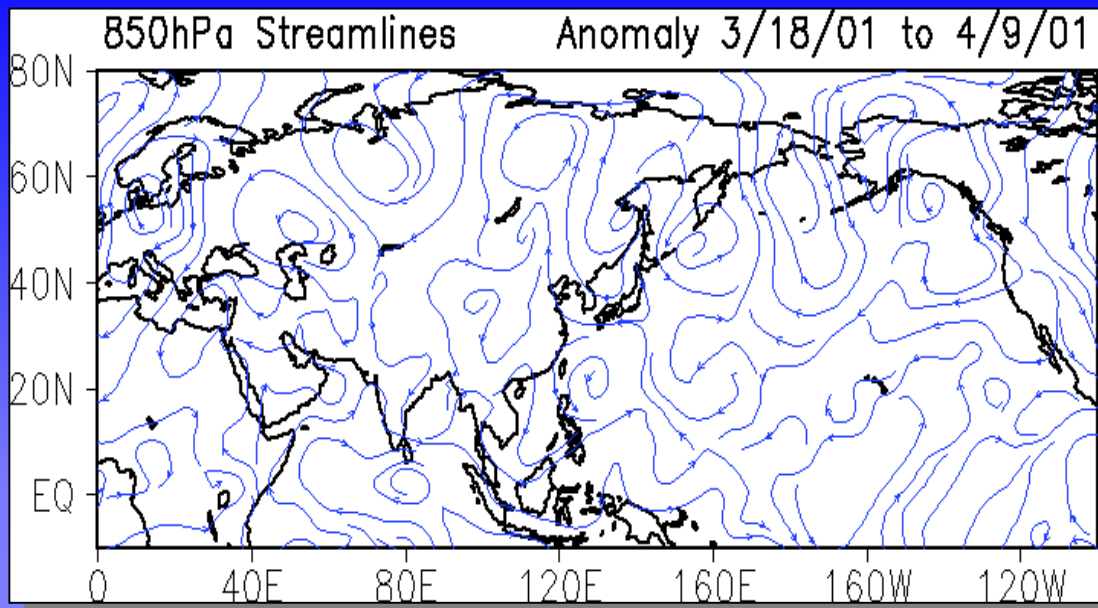 850hPa Streamlines Anomaly 3/18/01 to 4/9/01
80N
60N
40N
20N
EQ
0 40E 80E 120E 160E 160W 120W